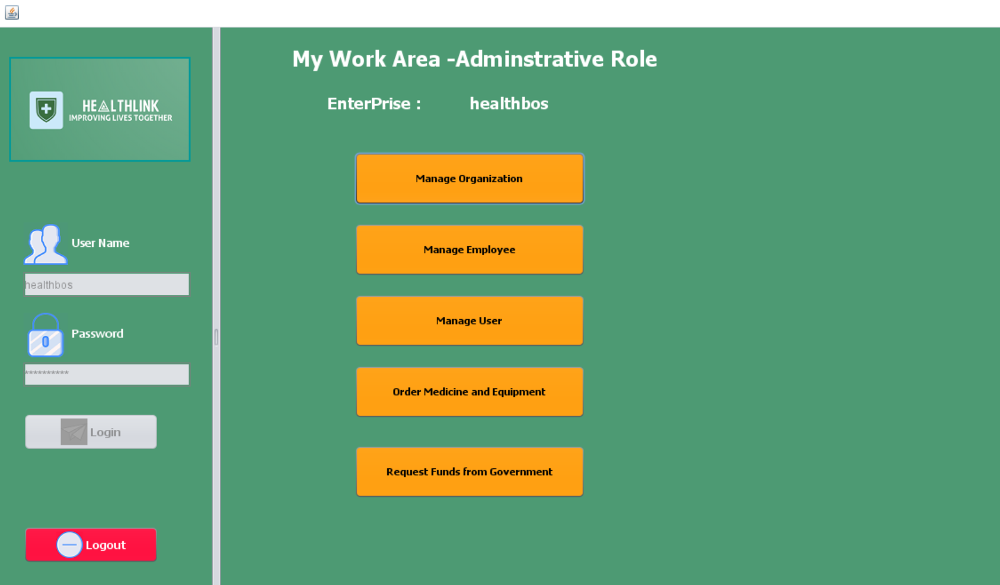 HEALTHLINK
IMPROVING LIVES TOGETHER
User Name
healthbos
Password
**********
Login
Logout
My Work Area -Adminstrative Role
EnterPrise : healthbos
Manage Organization
Manage Employee
Manage User
Order Medicine and Equipment
Request Funds from Government